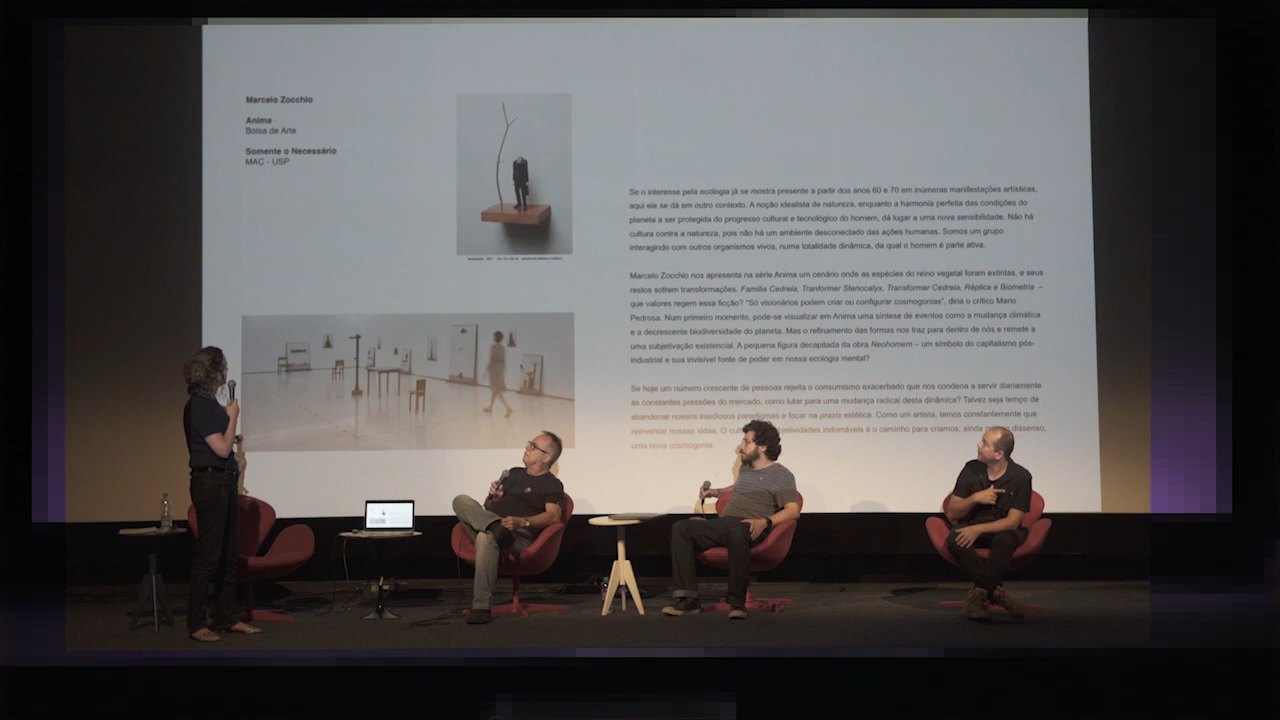 Marcelo Zocchio
Anima
Bolsa de Arte
Somente o Necessário
MAC - USP
Se o interesse pela ecologia já se mostra presente a partir dos anos 60 e 70 em inúmeras manifestações artísticas,
aqui ele se dá em outro contexto. A noção idealista de natureza, enquanto a harmonia perfeita das condições do
planeta a ser protegida do progresso cultural e tecnológico do homem, dá lugar a uma nova sensibilidade. Não há
cultura contra a natureza, pois não há um ambiente desconectado das ações humanas. Somos um grupo
interagindo com outros organismos vivos, numa totalidade dinâmica, da qual o homem é parte ativa.
Marcelo Zocchio nos apresenta na série Anima um cenário onde as espécies do reino vegetal foram extintas, e seus
restos sofrem transformações. Família Cedreia, Tranformer Stenocalyx, Transformer Cedreia, Réplica e Biometria –
que valores regem essa ficção? “Só visionários podem criar ou configurar cosmogonias”, diria o crítico Mario
Pedrosa. Num primeiro momento, pode-se visualizar em Anima uma síntese de eventos como a mudança climática
e a decrescente biodiversidade do planeta. Mas o refinamento das formas nos traz para dentro de nós e remete a
uma subjetivação existencial. A pequena figura decapitada da obra Neohomem – um símbolo do capitalismo pós-
industrial e sua invisível fonte de poder em nossa ecologia mental?
Se hoje um número crescente de pessoas rejeita o consumismo exacerbado que nos condena a servir diariamente
às constantes pressões do mercado, como lutar para uma mudança radical desta dinâmica? Talvez seja tempo de
abandonar nossos insidiosos paradigmas e focar na praxis estética. Como um artista, temos constantemente que
reinventar nossas vidas. O indomáveis é o caminho para criamos, ainda dissenso,
uma nova cosmogonia.